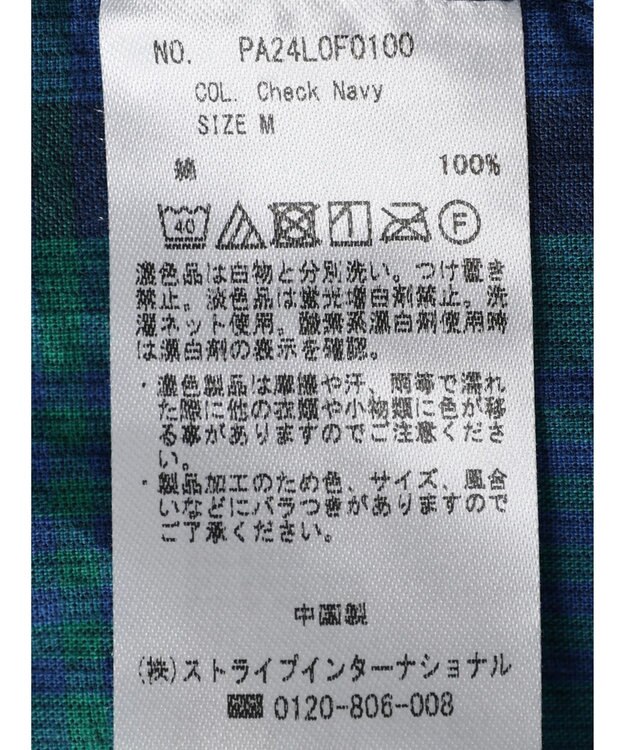 NO. PA24L0F0100
COL. Check Navy
SIZE M
綿 100%
40 F
濃色品は白物と分別洗い。つけ置き
禁止。淡色品は蛍光増白剤禁止。洗
濯ネット使用。酸素系漂白剤使用時
は漂白剤の表示を確認。
・濃色製品は摩擦や汗、雨等で濡れ
た際に他の衣類や小物類に色が移
る事がありますのでご注意くださ
い。
・製品加工のため色、サイズ、風合
いなどにバラつきがありますので
ご了承ください。
中国製
(株)ストライプインターナショナル
0120-806-008